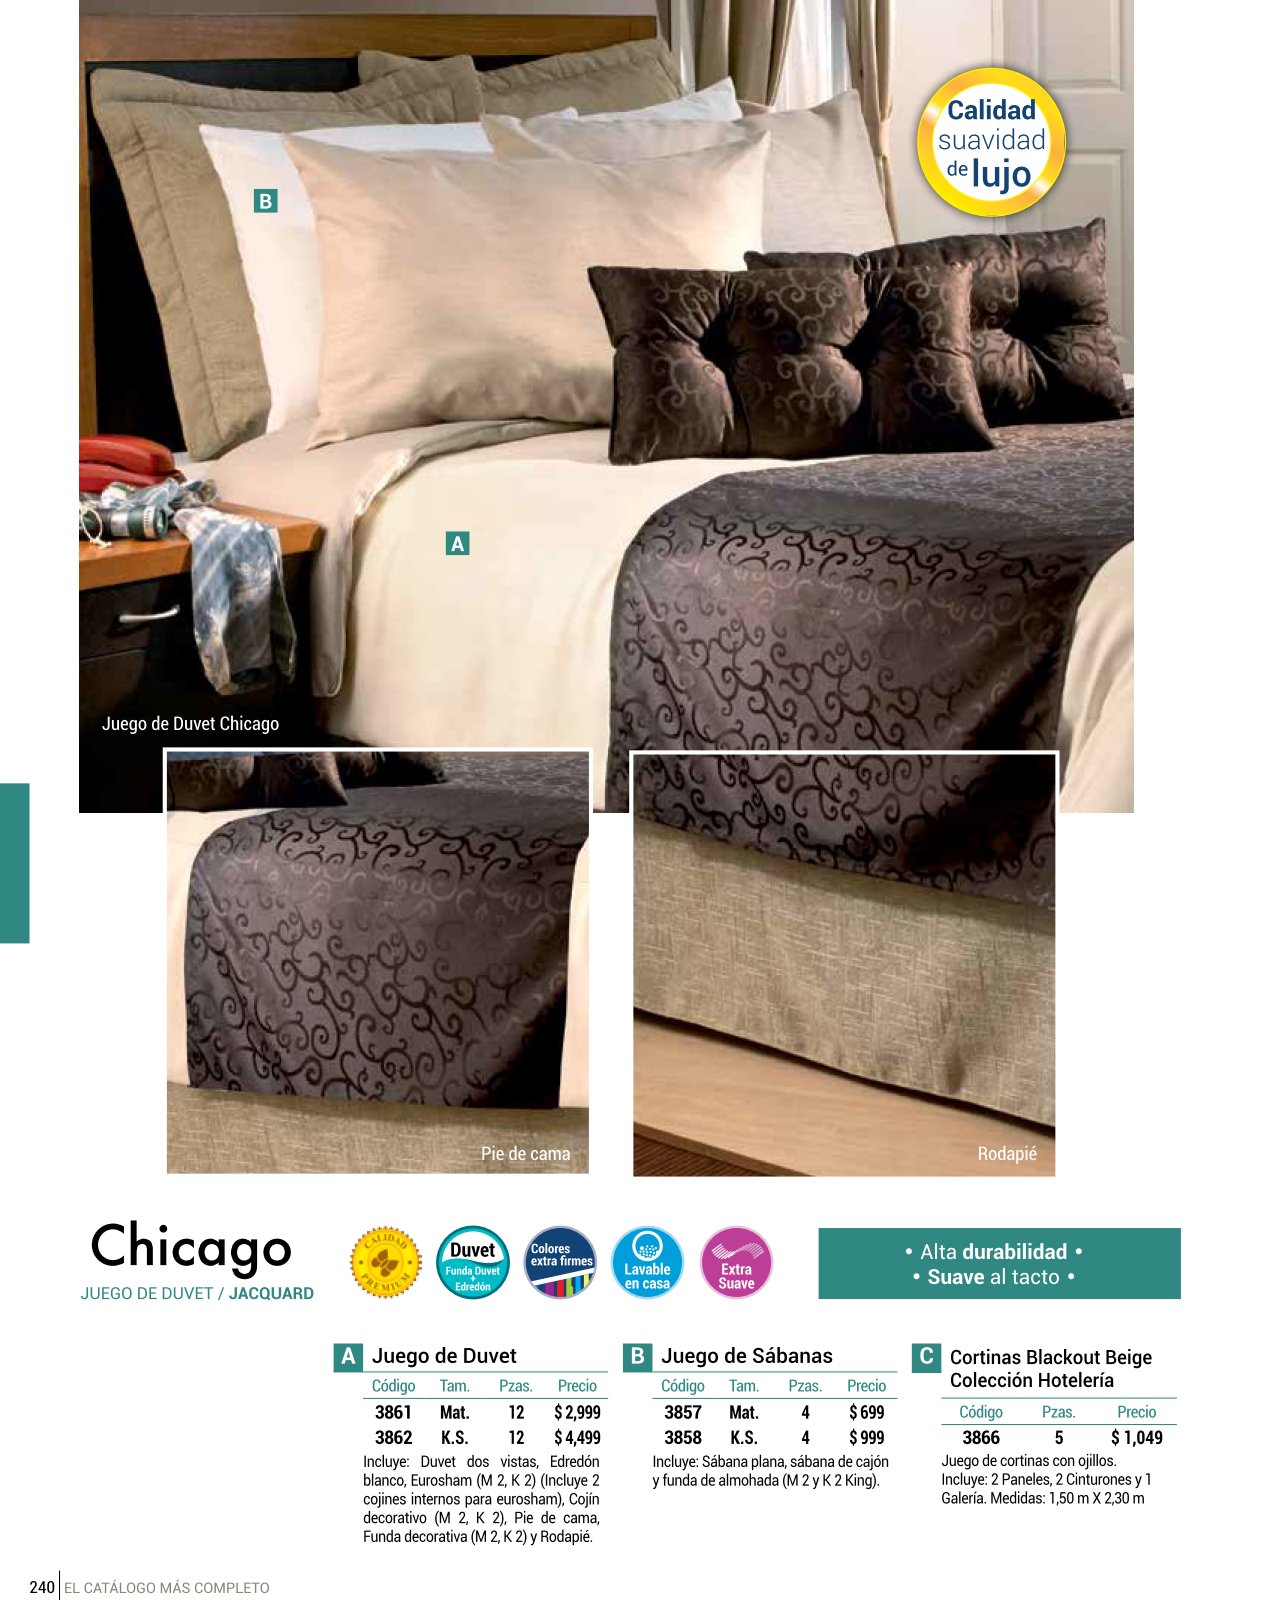 Calidad
suavidad
de lujo
B
A
Juego de Duvet Chicago
Pie de cama
Rodapié
Chicago
JUEGO DE DUVET / JACQUARD
CALIDAD
PREMIUM
Duvet
Funda Duvet
+
Edredón
Colores
extra firmes
Lavable
en casa
Extra
Suave
• Alta durabilidad •
• Suave al tacto •
A Juego de Duvet
Código Tam. Pzas. Precio
3861 Mat. 12 $ 2,999
3862 K.S. 12 $ 4,499
Incluye: Duvet dos vistas, Edredón
blanco, Eurosham (M 2, K 2) (Incluye 2
cojines internos para eurosham), Cojín
decorativo (M 2, K 2), Pie de cama,
Funda decorativa (M 2, K 2) y Rodapié.
B Juego de Sábanas
Código Tam. Pzas. Precio
3857 Mat. 4 $ 699
3858 K.S. 4 $ 999
Incluye: Sábana plana, sábana de cajón
y funda de almohada (M 2 y K 2 King).
C Cortinas Blackout Beige
Colección Hotelería
Código Pzas. Precio
3866 5 $ 1,049
Juego de cortinas con ojillos.
Incluye: 2 Paneles, 2 Cinturones y 1
Galería. Medidas: 1,50 m X 2,30 m
240 EL CATÁLOGO MÁS COMPLETO